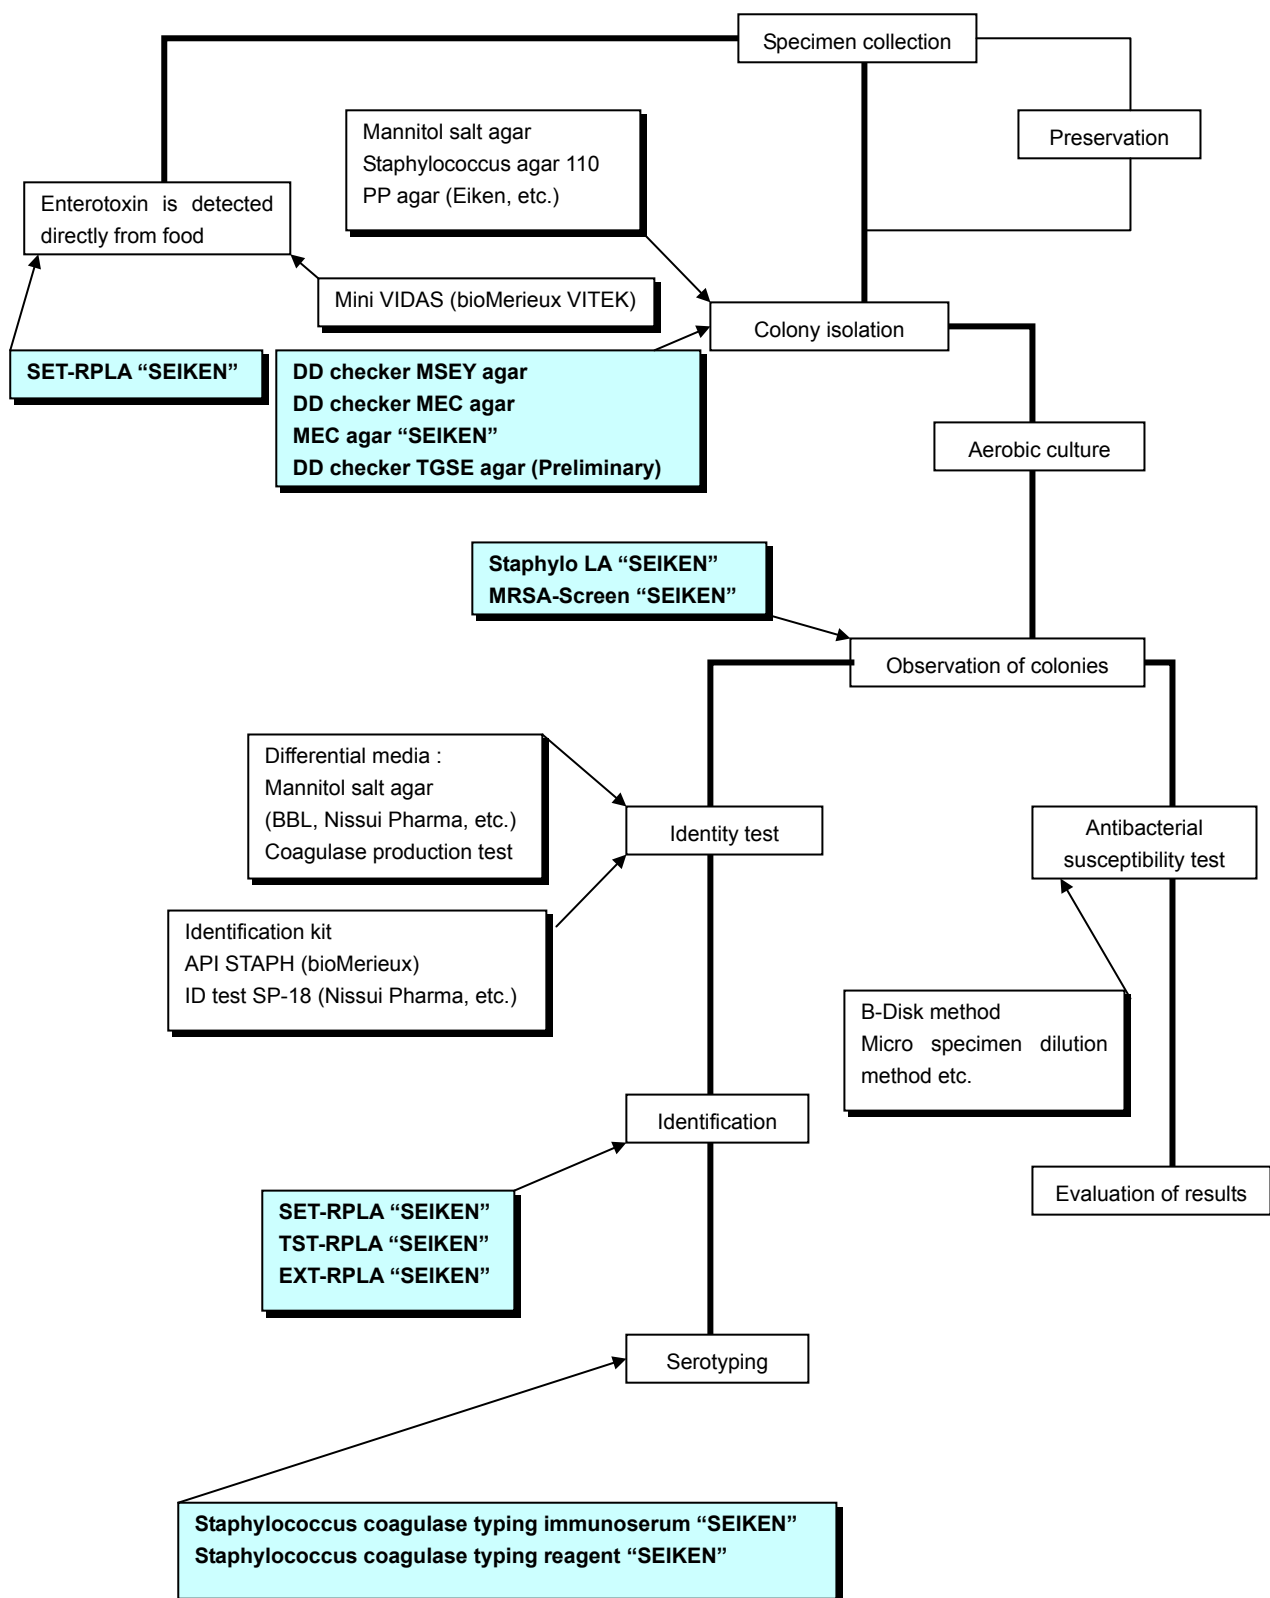 Specimen collection
Mannitol salt agar
Staphylococcus agar 110
PP agar (Eiken, etc.)
Preservation
Enterotoxin is detected
directly from food
Mini VIDAS (bioMerieux VITEK)
Colony isolation
SET-RPLA “SEIKEN”
DD checker MSEY agar
DD checker MEC agar
MEC agar “SEIKEN”
DD checker TGSE agar (Preliminary)
Aerobic culture
Staphylo LA “SEIKEN”
MRSA-Screen “SEIKEN”
Observation of colonies
Differential media :
Mannitol salt agar
(BBL, Nissui Pharma, etc.)
Coagulase production test
Identity test
Antibacterial
susceptibility test
Identification kit
API STAPH (bioMerieux)
ID test SP-18 (Nissui Pharma, etc.)
B-Disk method
Micro specimen dilution
method etc.
Identification
Evaluation of results
SET-RPLA “SEIKEN”
TST-RPLA “SEIKEN”
EXT-RPLA “SEIKEN”
Serotyping
Staphylococcus coagulase typing immunoserum “SEIKEN”
Staphylococcus coagulase typing reagent “SEIKEN”